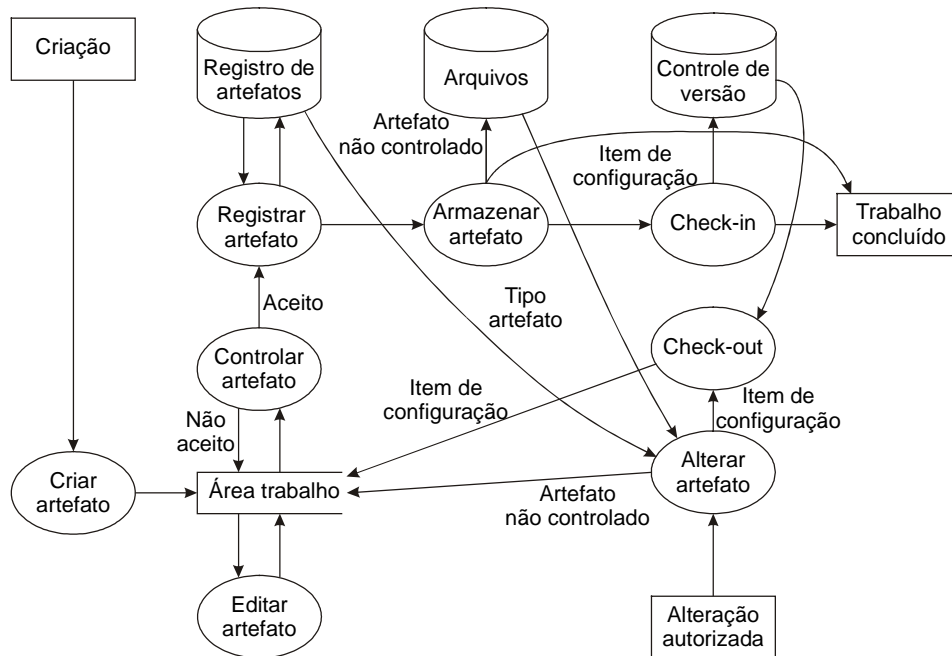 Criação
Registro de
artefatos
Arquivos
Controle de
versão
Artefato
não controlado
Item de
configuração
Registrar
artefato
Armazenar
artefato
Check-in
Trabalho
concluído
Aceito
Tipo
artefato
Controlar
artefato
Check-out
Item de
configuração
Item de
configuração
Não
aceito
Criar
artefato
Área trabalho
Alterar
artefato
Artefato
não controlado
Editar
artefato
Alteração
autorizada